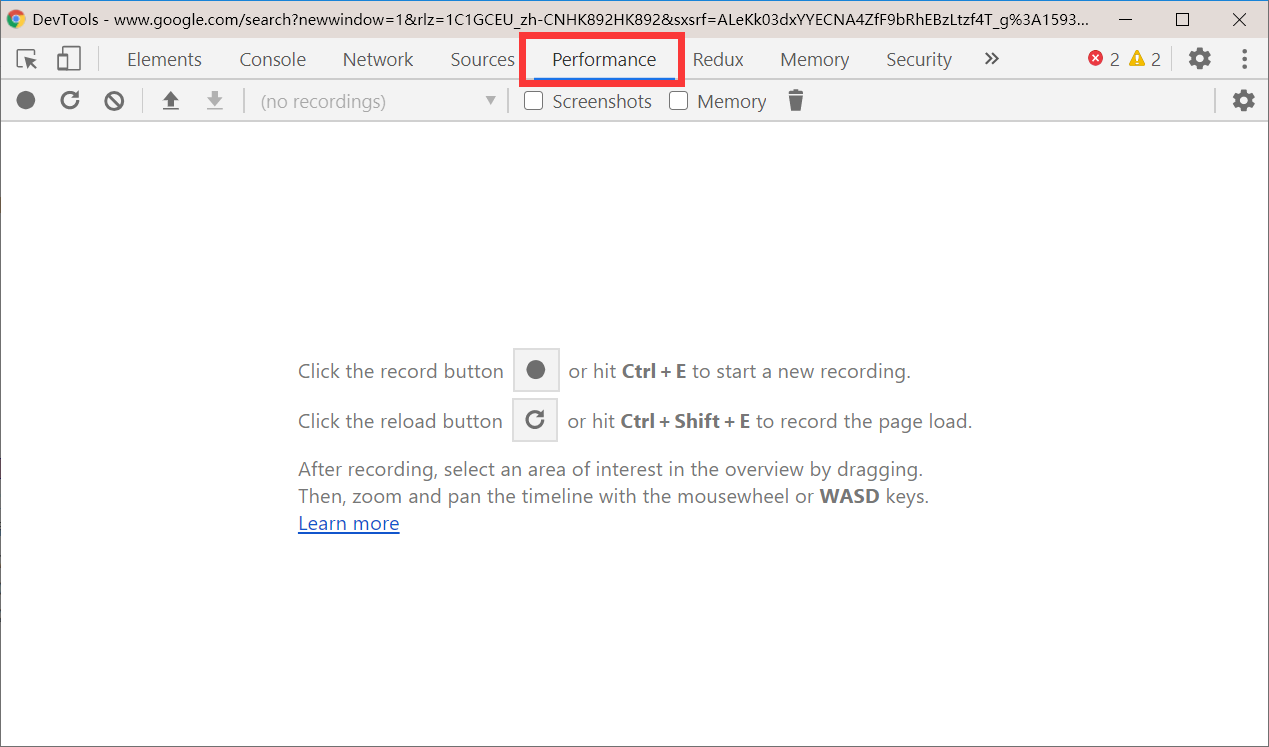 DevTools - www.google.com/search?newwindow=1&rlz=1C1GCEU_zh-CNHK892HK892&sxsrf=ALeKk03dxYYECNA4ZfF9bRhEBzLtzf4T_g%3A1593...
Elements Console Network Sources Performance Redux Memory Security » 2 2
(no recordings) Screenshots Memory
Click the record button or hit Ctrl + E to start a new recording.
Click the reload button or hit Ctrl + Shift + E to record the page load.
After recording, select an area of interest in the overview by dragging.
Then, zoom and pan the timeline with the mousewheel or WASD keys.
Learn more